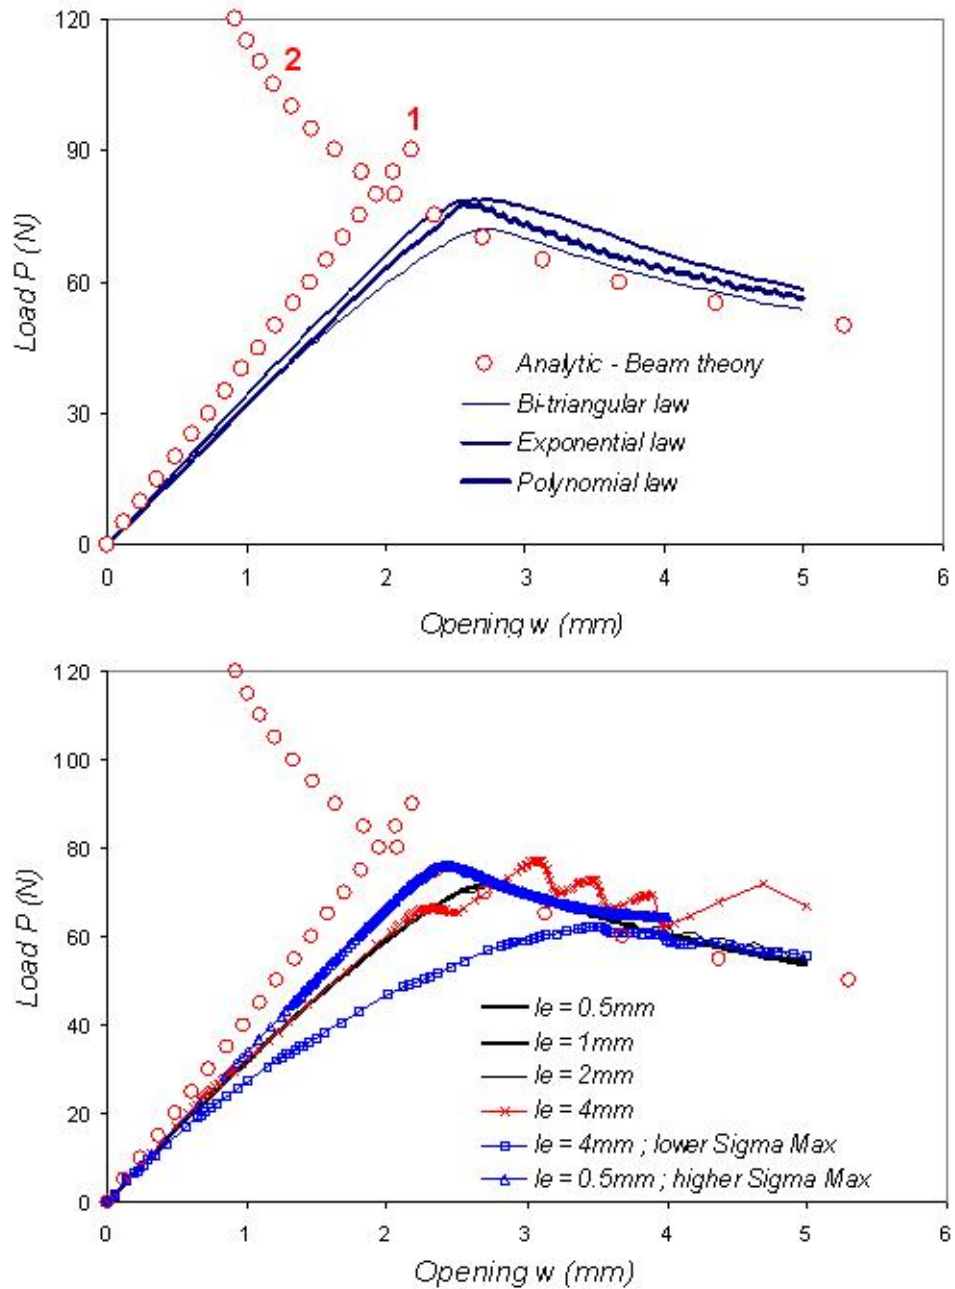 120
2
1
90
Load P (N)
60
Analytic - Beam theory
Bi-triangular law
30
Exponential law
Polynomial law
0
0 1 2 3 4 5 6
Opening w (mm)
120
100
80
Load P (N)
60
le = 0.5mm
40
le = 1mm
le = 2mm
20
le = 4mm
le = 4mm ; lower Sigma Max
le = 0.5mm ; higher Sigma Max
0
0 1 2 3 4 5 6
Opening w (mm)